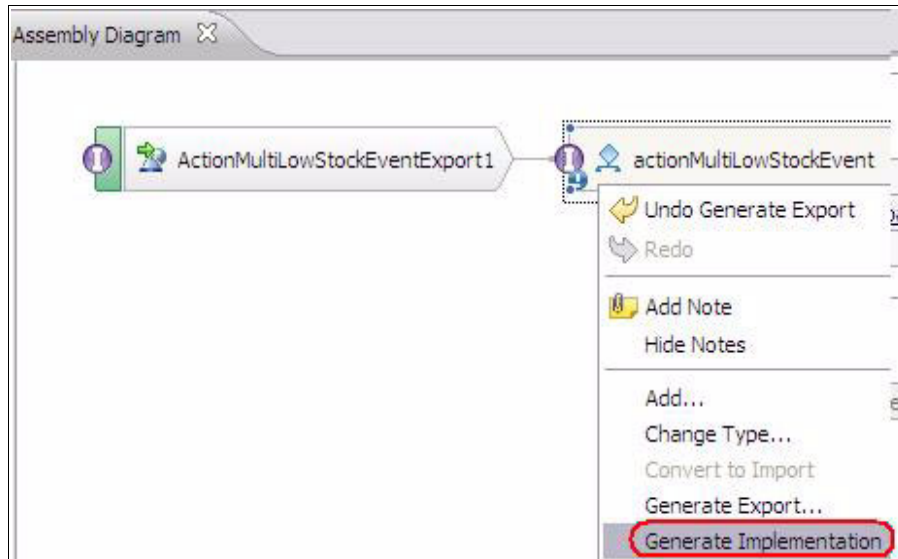 Assembly Diagram
ActionMultiLowStockEventExport1
actionMultiLowStockEvent
Undo Generate Export
Redo
Add Note
Hide Notes
Add...
Change Type...
Convert to Import
Generate Export...
Generate Implementation